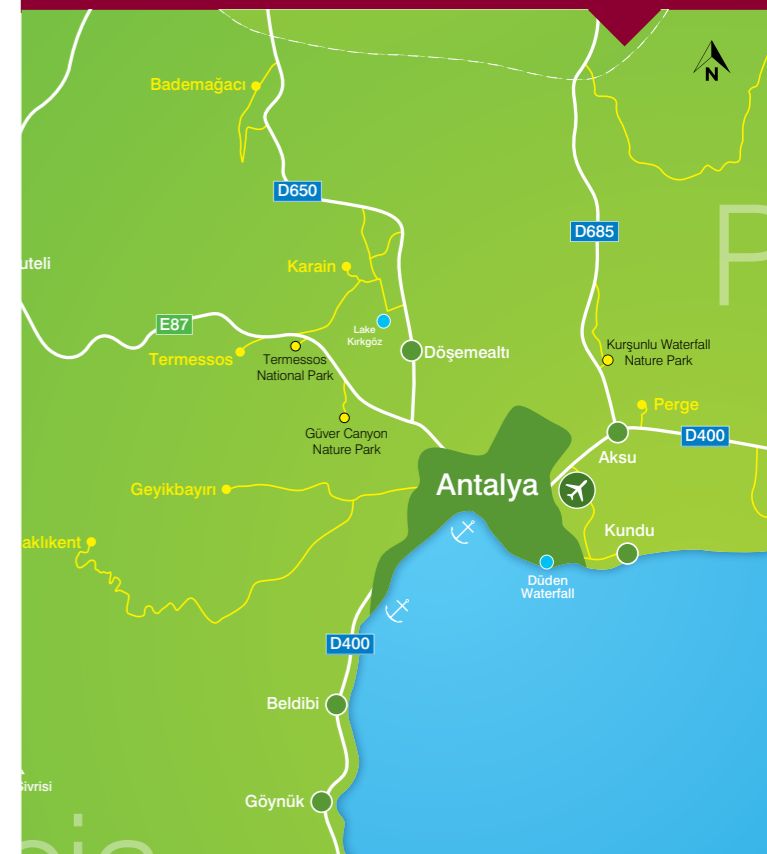 N
Bademağacı
D650
D685
P
uteli
Karain
E87
Lake
Kırkgöz
Termessos
Termessos
National Park
Döşemealtı
Kurşunlu Waterfall
Nature Park
Güver Canyon
Nature Park
Perge
D400
Aksu
Antalya
Geyikbayırı
Kundu
aklıkent
Düden
Waterfall
D400
Beldibi
Sivrisi
Göynük